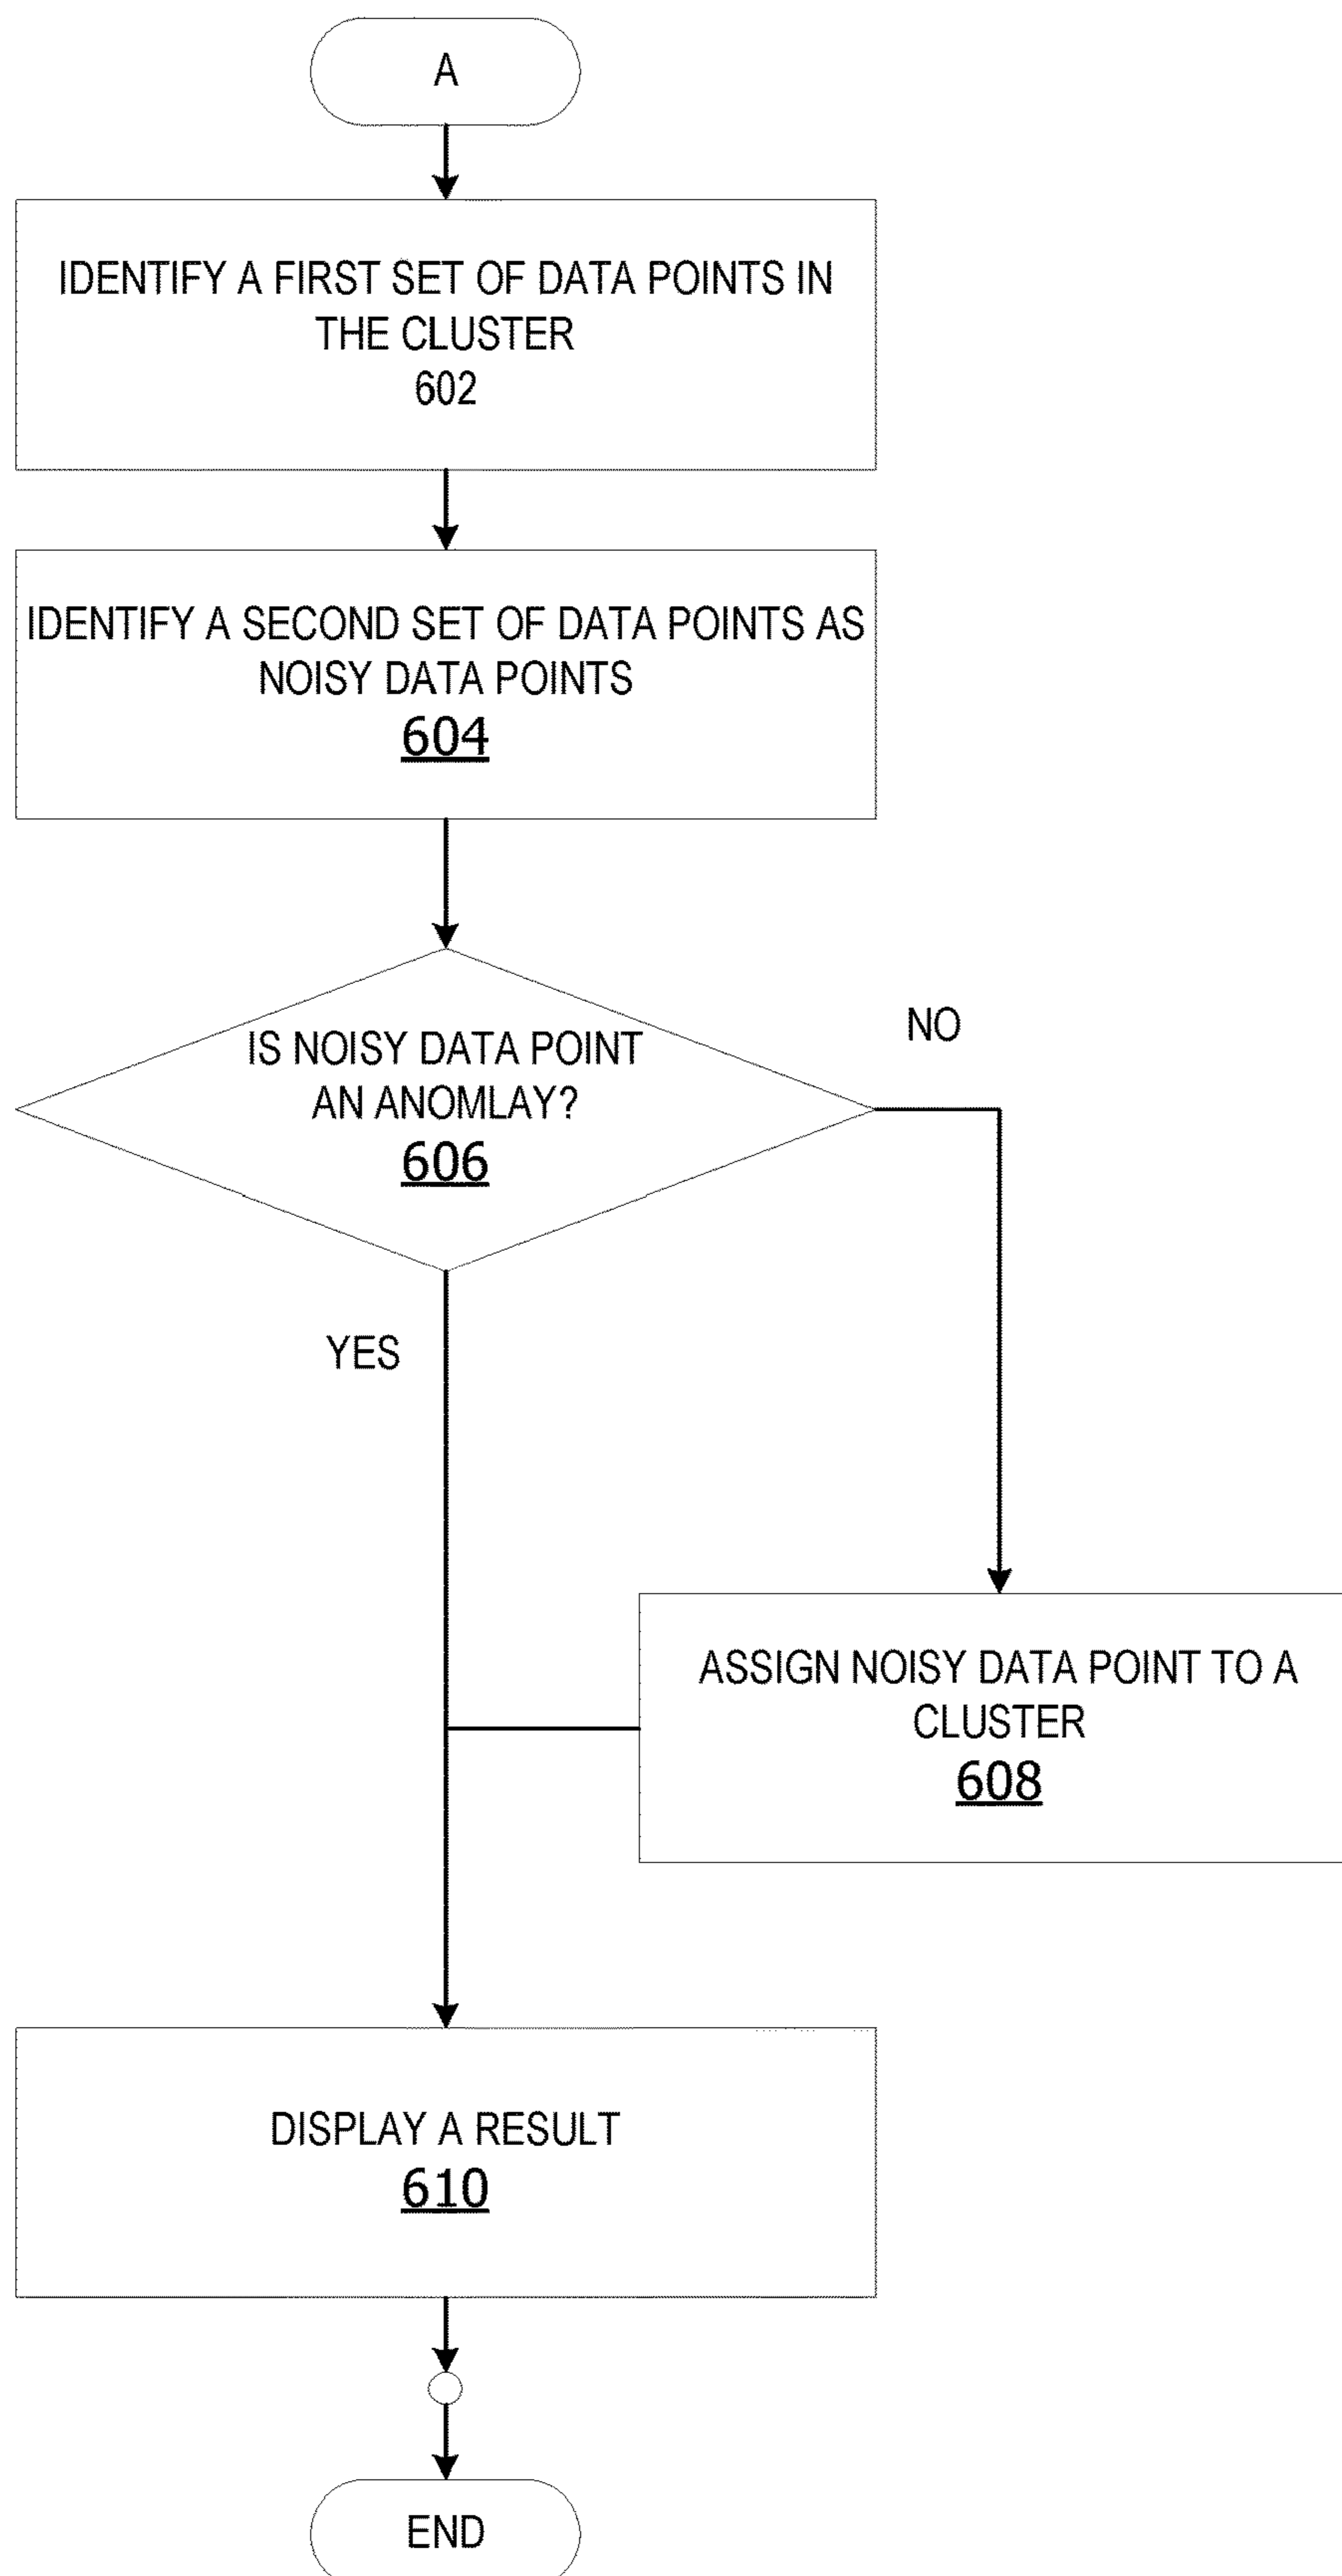 A
IDENTIFY A FIRST SET OF DATA POINTS IN
THE CLUSTER
602
IDENTIFY A SECOND SET OF DATA POINTS AS
NOISY DATA POINTS
604
IS NOISY DATA POINT
AN ANOMLAY?
606
NO
YES
ASSIGN NOISY DATA POINT TO A
CLUSTER
608
DISPLAY A RESULT
610
END